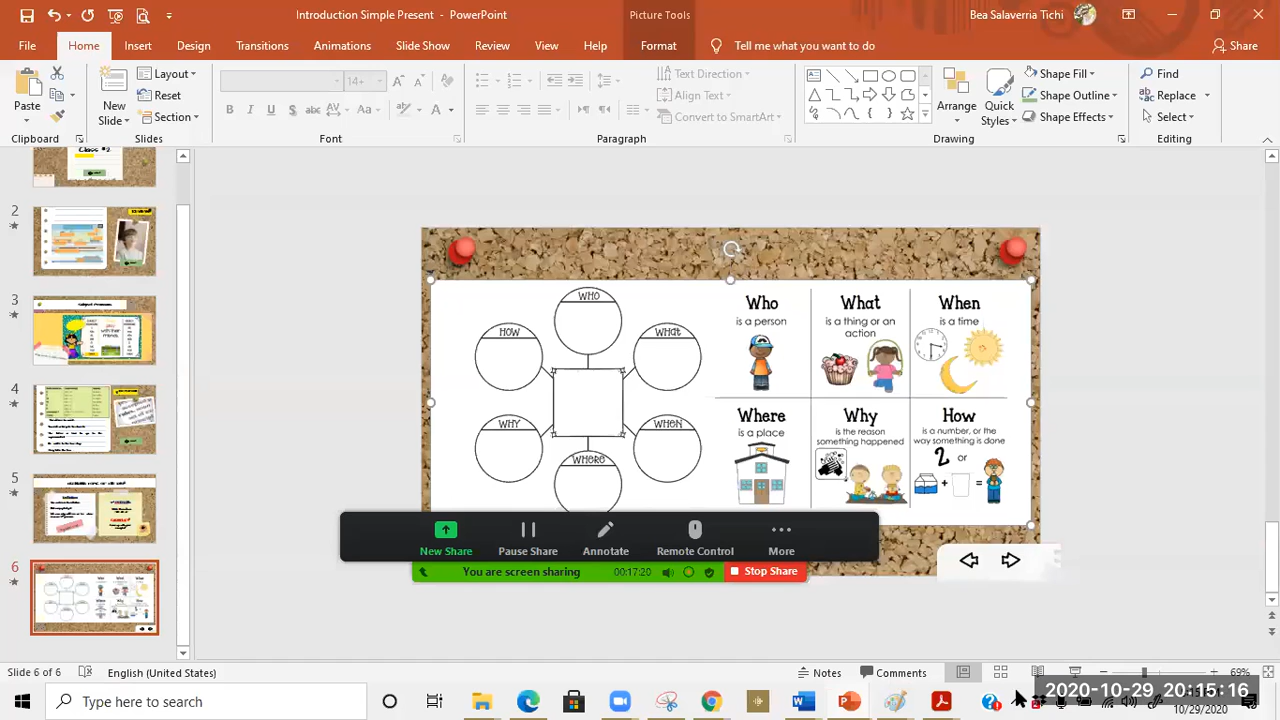 Introduction Simple Present - PowerPoint
Picture Tools
Bea Salaverria Tichi
File
Home
Insert
Design
Transitions
Animations
Slide Show
Review
View
Help
Format
Tell me what you want to do
Share
Paste
New Slide
Layout
Reset
Section
14+
B I U S abc AV Aa A
Text Direction
Align Text
Convert to SmartArt
Arrange
Quick Styles
Shape Fill
Shape Outline
Shape Effects
Find
Replace
Select
Clipboard
Slides
Font
Paragraph
Drawing
Editing
Class #2
2
3
4
5
6
WHO
HOW
WHAT
WHY
WHEN
WHERE
Who
is a person
What
is a thing or an
action
When
is a time
Where
is a place
Why
is the reason
something happened
How
is a number, or the
way something is done
2 or
+ =
New Share
Pause Share
Annotate
Remote Control
More
You are screen sharing
00:17:20
Stop Share
Slide 6 of 6
English (United States)
Notes
Comments
69%
Type here to search
2020-10-29 20:15:16
10/29/2020